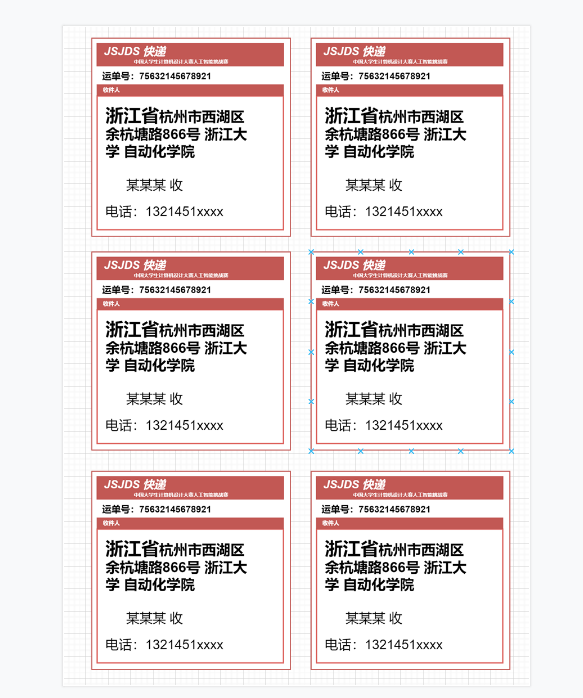 JSJDS 快递
中国大学生计算机设计大赛人工智能挑战赛
运单号：75632145678921
收件人
浙江省杭州市西湖区
余杭塘路866号 浙江大
学 自动化学院
某某某 收
电话：1321451xxxx
JSJDS 快递
中国大学生计算机设计大赛人工智能挑战赛
运单号：75632145678921
收件人
浙江省杭州市西湖区
余杭塘路866号 浙江大
学 自动化学院
某某某 收
电话：1321451xxxx
JSJDS 快递
中国大学生计算机设计大赛人工智能挑战赛
运单号：75632145678921
收件人
浙江省杭州市西湖区
余杭塘路866号 浙江大
学 自动化学院
某某某 收
电话：1321451xxxx
JSJDS 快递
中国大学生计算机设计大赛人工智能挑战赛
运单号：75632145678921
收件人
浙江省杭州市西湖区
余杭塘路866号 浙江大
学 自动化学院
某某某 收
电话：1321451xxxx
JSJDS 快递
中国大学生计算机设计大赛人工智能挑战赛
运单号：75632145678921
收件人
浙江省杭州市西湖区
余杭塘路866号 浙江大
学 自动化学院
某某某 收
电话：1321451xxxx
JSJDS 快递
中国大学生计算机设计大赛人工智能挑战赛
运单号：75632145678921
收件人
浙江省杭州市西湖区
余杭塘路866号 浙江大
学 自动化学院
某某某 收
电话：1321451xxxx